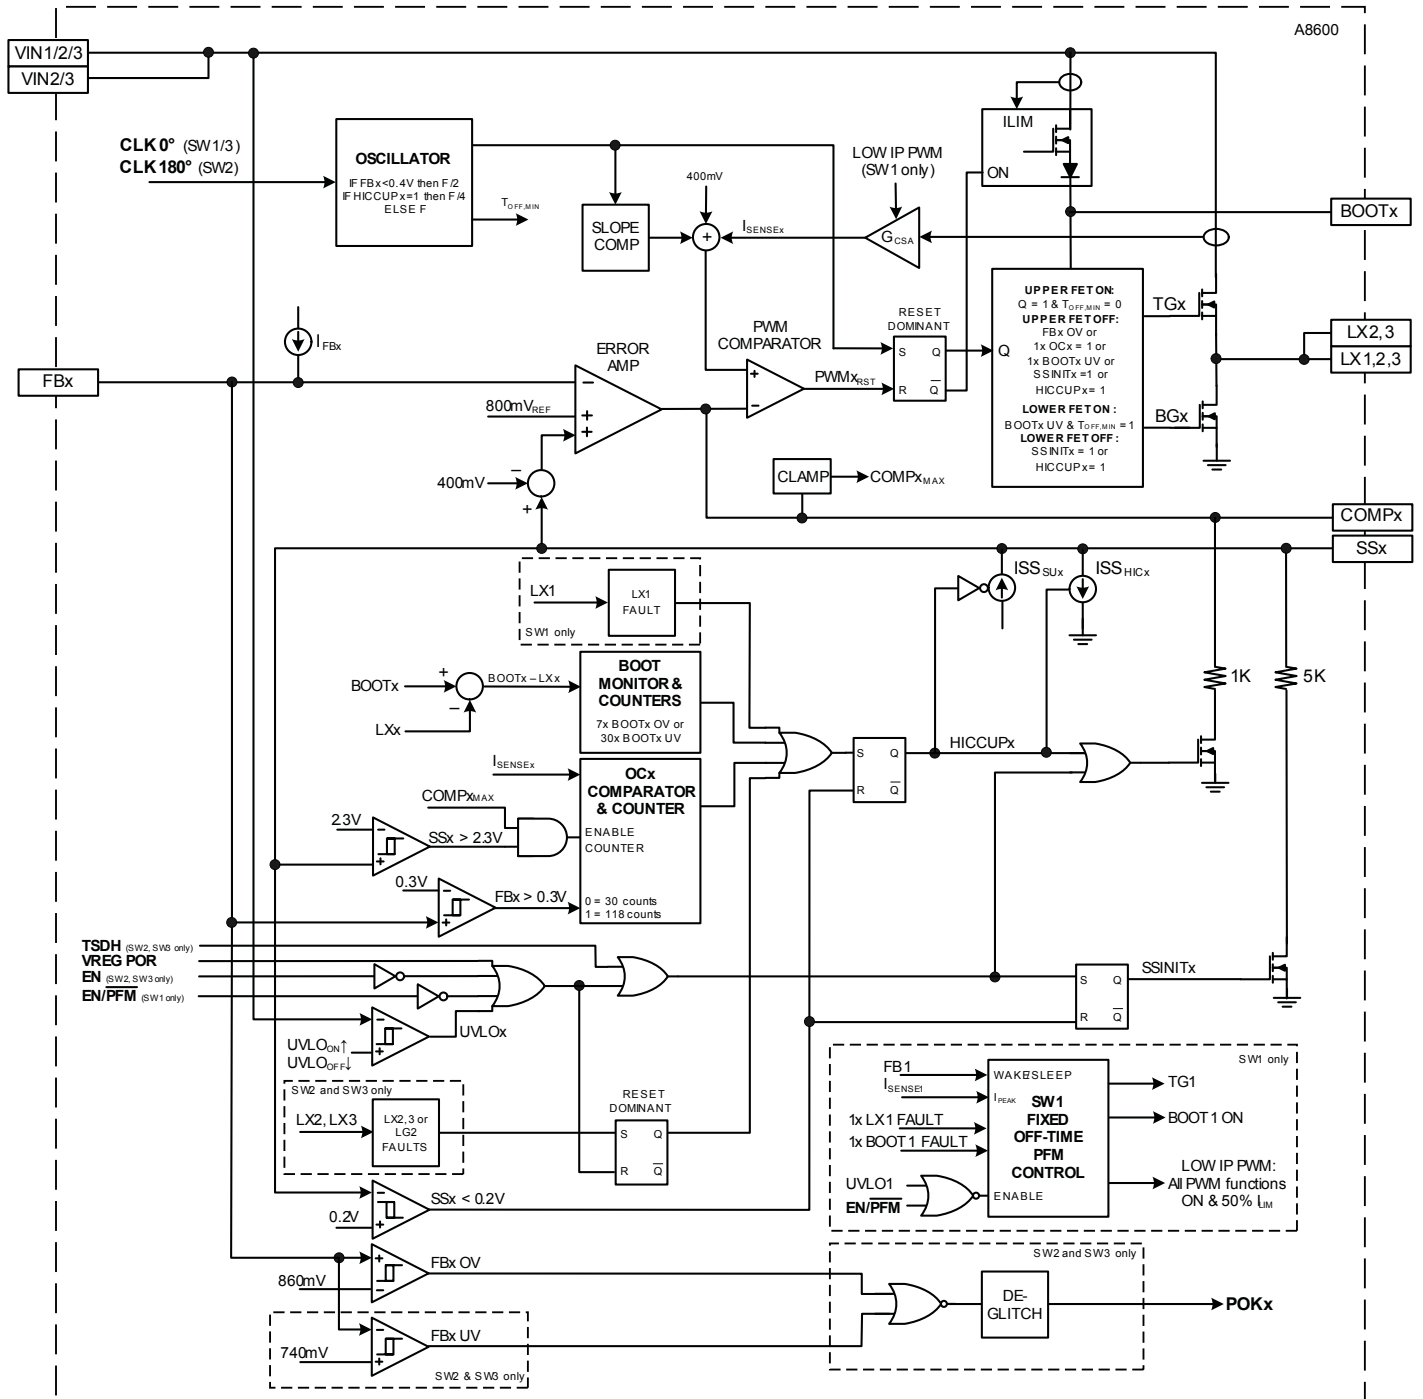 A8600
VIN1/2/3
VIN2/3
CLK 0° (SW1/3)
CLK 180° (SW2)
OSCILLATOR
IF FBx<0.4V then F/2
IF HICCUPx=1 then F/4
ELSE F
TOFF,MIN
SLOPE
COMP
400mV
+
ISENSEx
LOW IP PWM
(SW1 only)
GCSA
ILIM
ON
BOOTx
UPPER FET ON:
Q = 1 & TOFF,MIN = 0
UPPER FET OFF:
FBx OV or
1x OCx = 1 or
1x BOOTx UV or
SSINITx =1 or
HICCUPx = 1
LOWER FET ON :
BOOTx UV & TOFF,MIN = 1
LOWER FET OFF:
SSINITx = 1 or
HICCUPx = 1
Q
TGx
BGx
LX2,3
LX1,2,3
IFBx
FBx
ERROR
AMP
−
+
+
800mVREF
400mV
−
+
PWM
COMPARATOR
+
−
PWMxRST
RESET
DOMINANT
S Q
R Q̅
CLAMP
COMPxMAX
COMPx
SSx
LX1
LX1
FAULT
SW1 only
ISSSUx
ISSHICx
1K
5K
BOOTx
+
−
LXx
BOOTx – LXx
BOOT
MONITOR &
COUNTERS
7x BOOTx OV or
30x BOOTx UV
ISENSEx
OCx
COMPARATOR
& COUNTER
ENABLE
COUNTER
0 = 30 counts
1 = 118 counts
COMPxMAX
2.3V
−
+
SSx > 2.3V
0.3V
−
+
FBx > 0.3V
S Q
R Q̅
HICCUPx
TSDH (SW2, SW3 only)
VREG POR
EN (SW2, SW3 only)
EN/P̅F̅M̅ (SW1 only)
−
+
UVLOx
UVLOON↑
UVLOOFF↓
S Q
R Q̅
SSINITx
SW2 and SW3 only
LX2, LX3
LX2,3 or
LG2
FAULTS
RESET
DOMINANT
S Q
R Q̅
−
+
SSx < 0.2V
0.2V
SW1 only
FB1
ISENSE1
1x LX1 FAULT
1x BOOT1 FAULT
UVLO1
EN/P̅F̅M̅
WAKE/SLEEP
IPEAK
SW1
FIXED
OFF-TIME
PFM
CONTROL
ENABLE
TG1
BOOT1 ON
LOW IP PWM:
All PWM functions
ON & 50% ILIM
+
−
FBx OV
860mV
−
+
FBx UV
740mV
SW2 & SW3 only
SW2 and SW3 only
DE-
GLITCH
POKx